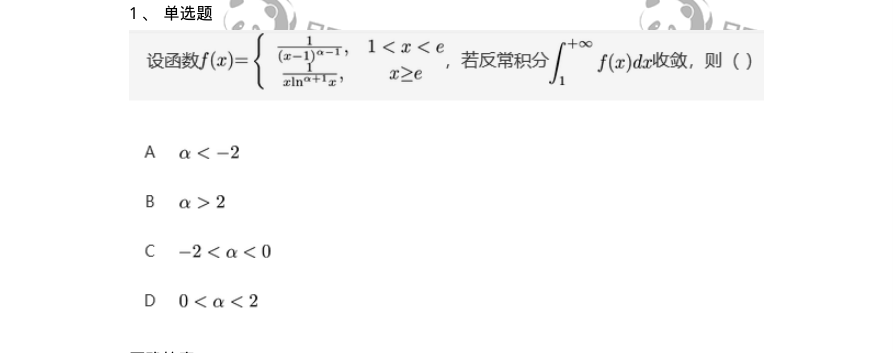 1、 单选题
设函数f(x)={ 1/(x−1)^{α−1}, 1<x<e
1/(xln^{α+1}x), x≥e ，若反常积分∫_1^{+∞} f(x)dx收敛，则（ ）
A α < −2
B α > 2
C −2 < α < 0
D 0 < α < 2